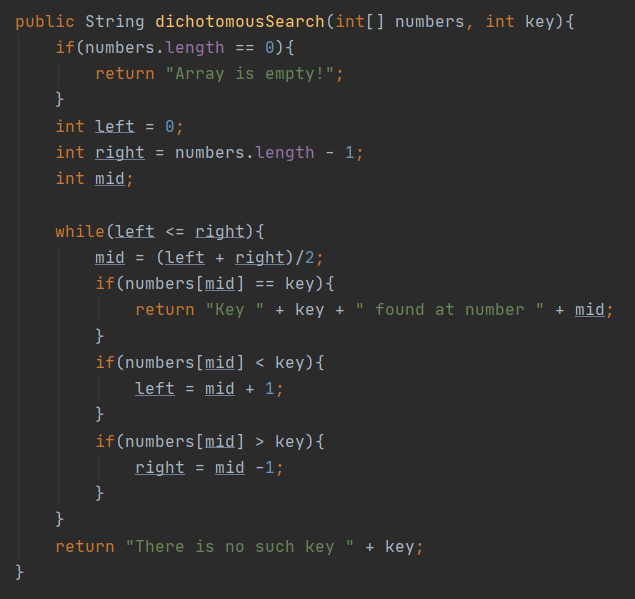 public String dichotomousSearch(int[] numbers, int key){
    if(numbers.length == 0){
        return "Array is empty!";
    }
    int left = 0;
    int right = numbers.length - 1;
    int mid;

    while(left <= right){
        mid = (left + right)/2;
        if(numbers[mid] == key){
            return "Key " + key + " found at number " + mid;
        }
        if(numbers[mid] < key){
            left = mid + 1;
        }
        if(numbers[mid] > key){
            right = mid -1;
        }
    }
    return "There is no such key " + key;
}